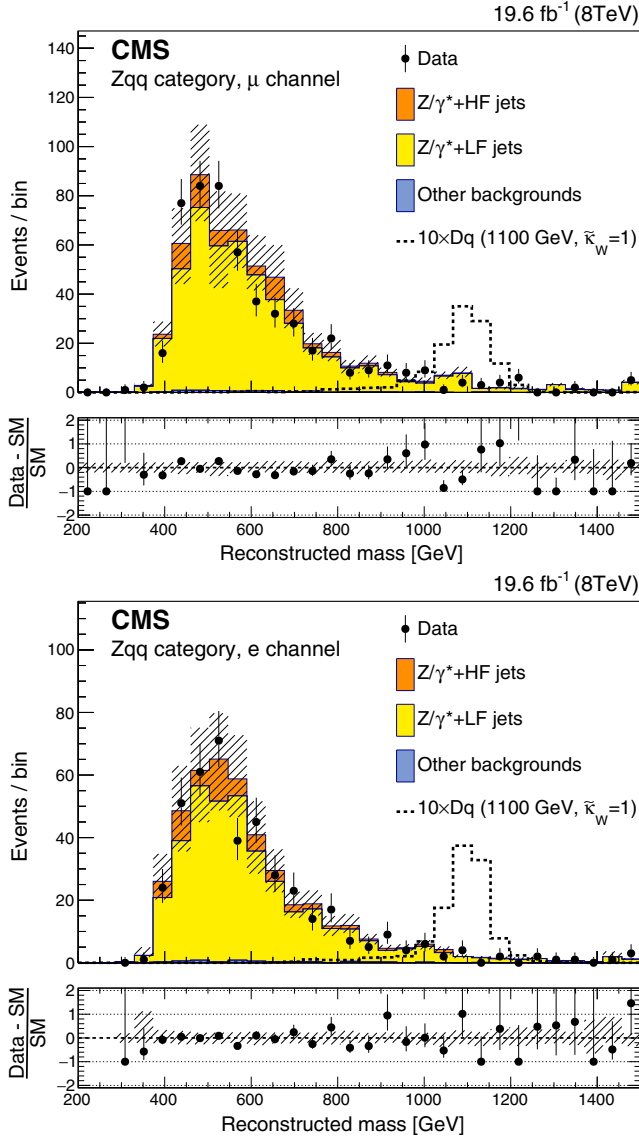 19.6 fb⁻¹ (8TeV)
CMS
Zqq category, μ channel
Data
Z/γ*+HF jets
Z/γ*+LF jets
Other backgrounds
10×Dq (1100 GeV, κ̃_W=1)
Events / bin
140
120
100
80
60
40
20
0
Data - SM
SM
2
1
0
−1
−2
200 400 600 800 1000 1200 1400
Reconstructed mass [GeV]
19.6 fb⁻¹ (8TeV)
CMS
Zqq category, e channel
Data
Z/γ*+HF jets
Z/γ*+LF jets
Other backgrounds
10×Dq (1100 GeV, κ̃_W=1)
Events / bin
100
80
60
40
20
0
Data - SM
SM
2
1
0
−1
−2
200 400 600 800 1000 1200 1400
Reconstructed mass [GeV]